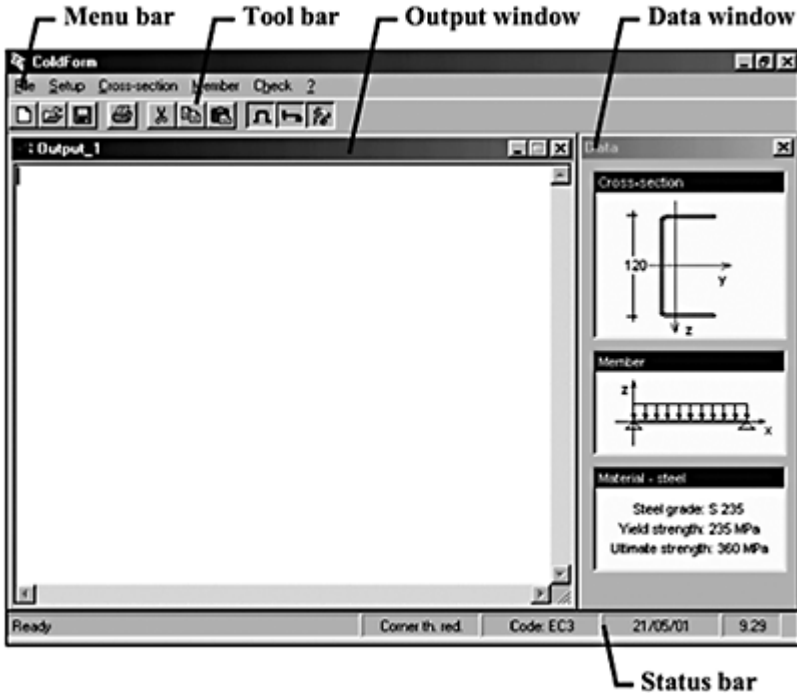 Menu bar
Tool bar
Output window
Data window
ColdForm
File Setup Cross-section Member Check ?
Output_1
Data
Cross-section
120
y
z
Member
z
x
Material - steel
Steel grade: S 235
Yield strength: 235 MPa
Ultimate strength: 360 MPa
Ready
Corner th. red.
Code: EC3
21/05/01
9.29
Status bar